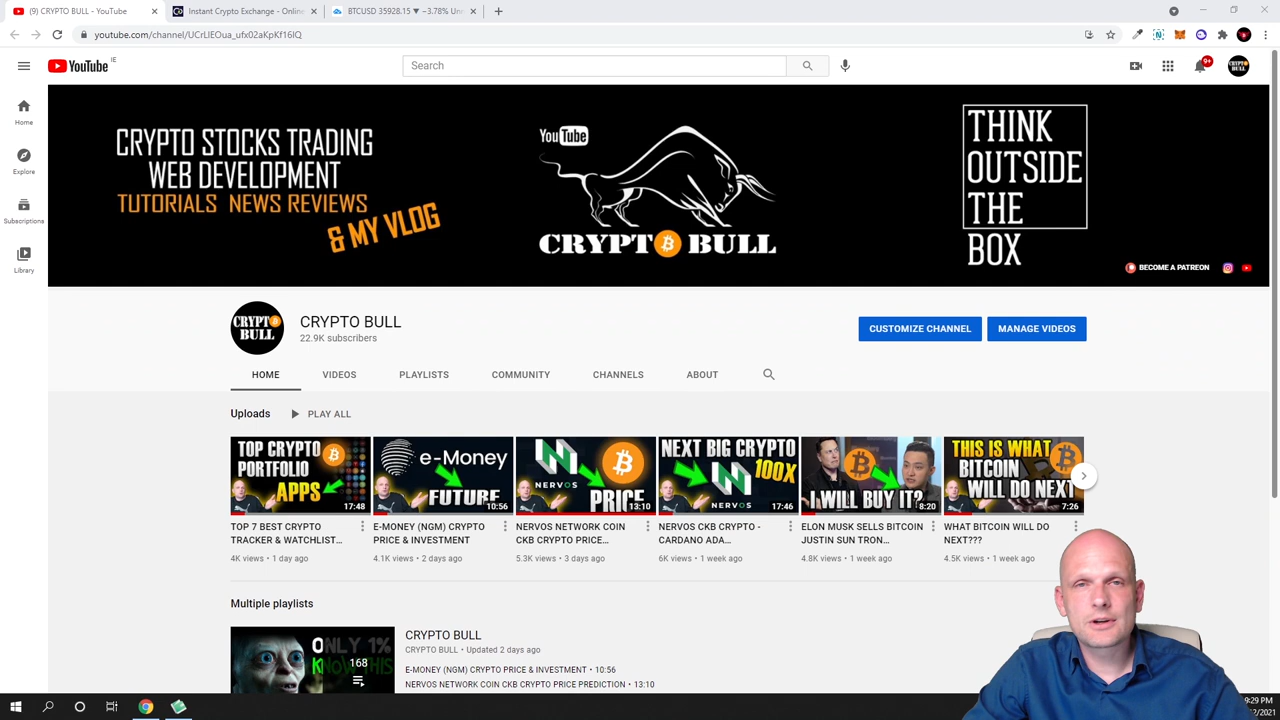 (9) CRYPTO BULL - YouTube
Instant Crypto Exchange - Online
BTCUSD 35928.15 ▼ −3.78% Un
youtube.com/channel/UCrLlEOua_ufx02aKpKf16IQ
YouTube IE
Search
9+
Home
Explore
Subscriptions
Library
CRYPTO STOCKS TRADING
WEB DEVELOPMENT
TUTORIALS NEWS REVIEWS
& MY VLOG
YouTube
CRYPTO BULL
THINK
OUTSIDE
THE
BOX
BECOME A PATREON
CRYPTO BULL
CRYPTO BULL
22.9K subscribers
CUSTOMIZE CHANNEL
MANAGE VIDEOS
HOME
VIDEOS
PLAYLISTS
COMMUNITY
CHANNELS
ABOUT
Uploads
PLAY ALL
TOP CRYPTO
PORTFOLIO
APPS
17:48
e-Money
FUTURE
10:56
NERVOS
PRICE
13:10
NEXT BIG CRYPTO
100X
NERVOS
17:46
I WILL BUY IT?
8:20
THIS IS WHAT
BITCOIN
WILL DO
NEXT
7:26
TOP 7 BEST CRYPTO
TRACKER & WATCHLIST...
4K views • 1 day ago
E-MONEY (NGM) CRYPTO
PRICE & INVESTMENT
4.1K views • 2 days ago
NERVOS NETWORK COIN
CKB CRYPTO PRICE...
5.3K views • 3 days ago
NERVOS CKB CRYPTO -
CARDANO ADA...
6K views • 1 week ago
ELON MUSK SELLS BITCOIN
JUSTIN SUN TRON...
4.8K views • 1 week ago
WHAT BITCOIN WILL DO
NEXT???
4.5K views • 1 week ago
Multiple playlists
ONLY 1%
KNOW THIS
168
CRYPTO BULL
CRYPTO BULL • Updated 2 days ago
E-MONEY (NGM) CRYPTO PRICE & INVESTMENT • 10:56
NERVOS NETWORK COIN CKB CRYPTO PRICE PREDICTION • 13:10
9:29 PM
/2021